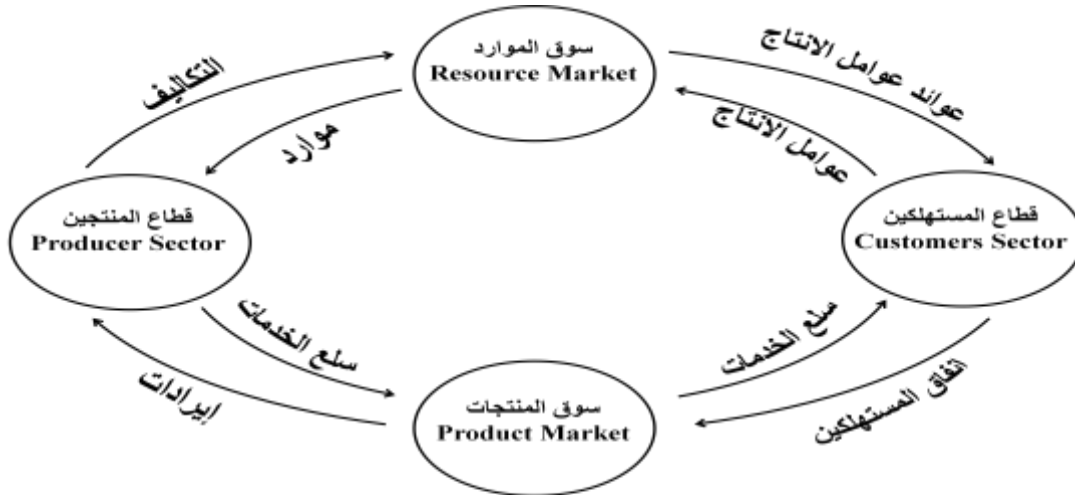 سوق الموارد
Resource Market
التكاليف
موارد
عوائد عوامل الانتاج
عوامل الانتاج
قطاع المنتجين
Producer Sector
قطاع المستهلكين
Customers Sector
سلع الخدمات
إيرادات
سلع الخدمات
انفاق المستهلكين
سوق المنتجات
Product Market